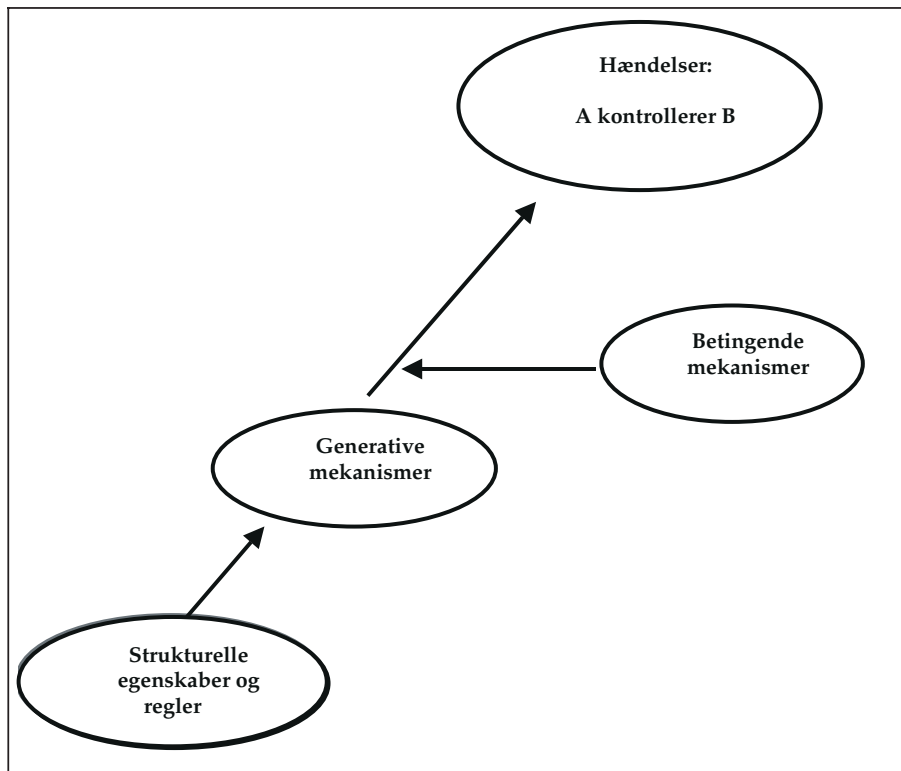 Hændelser:
A kontrollerer B
Betingende
mekanismer
Generative
mekanismer
Strukturelle
egenskaber og
regler